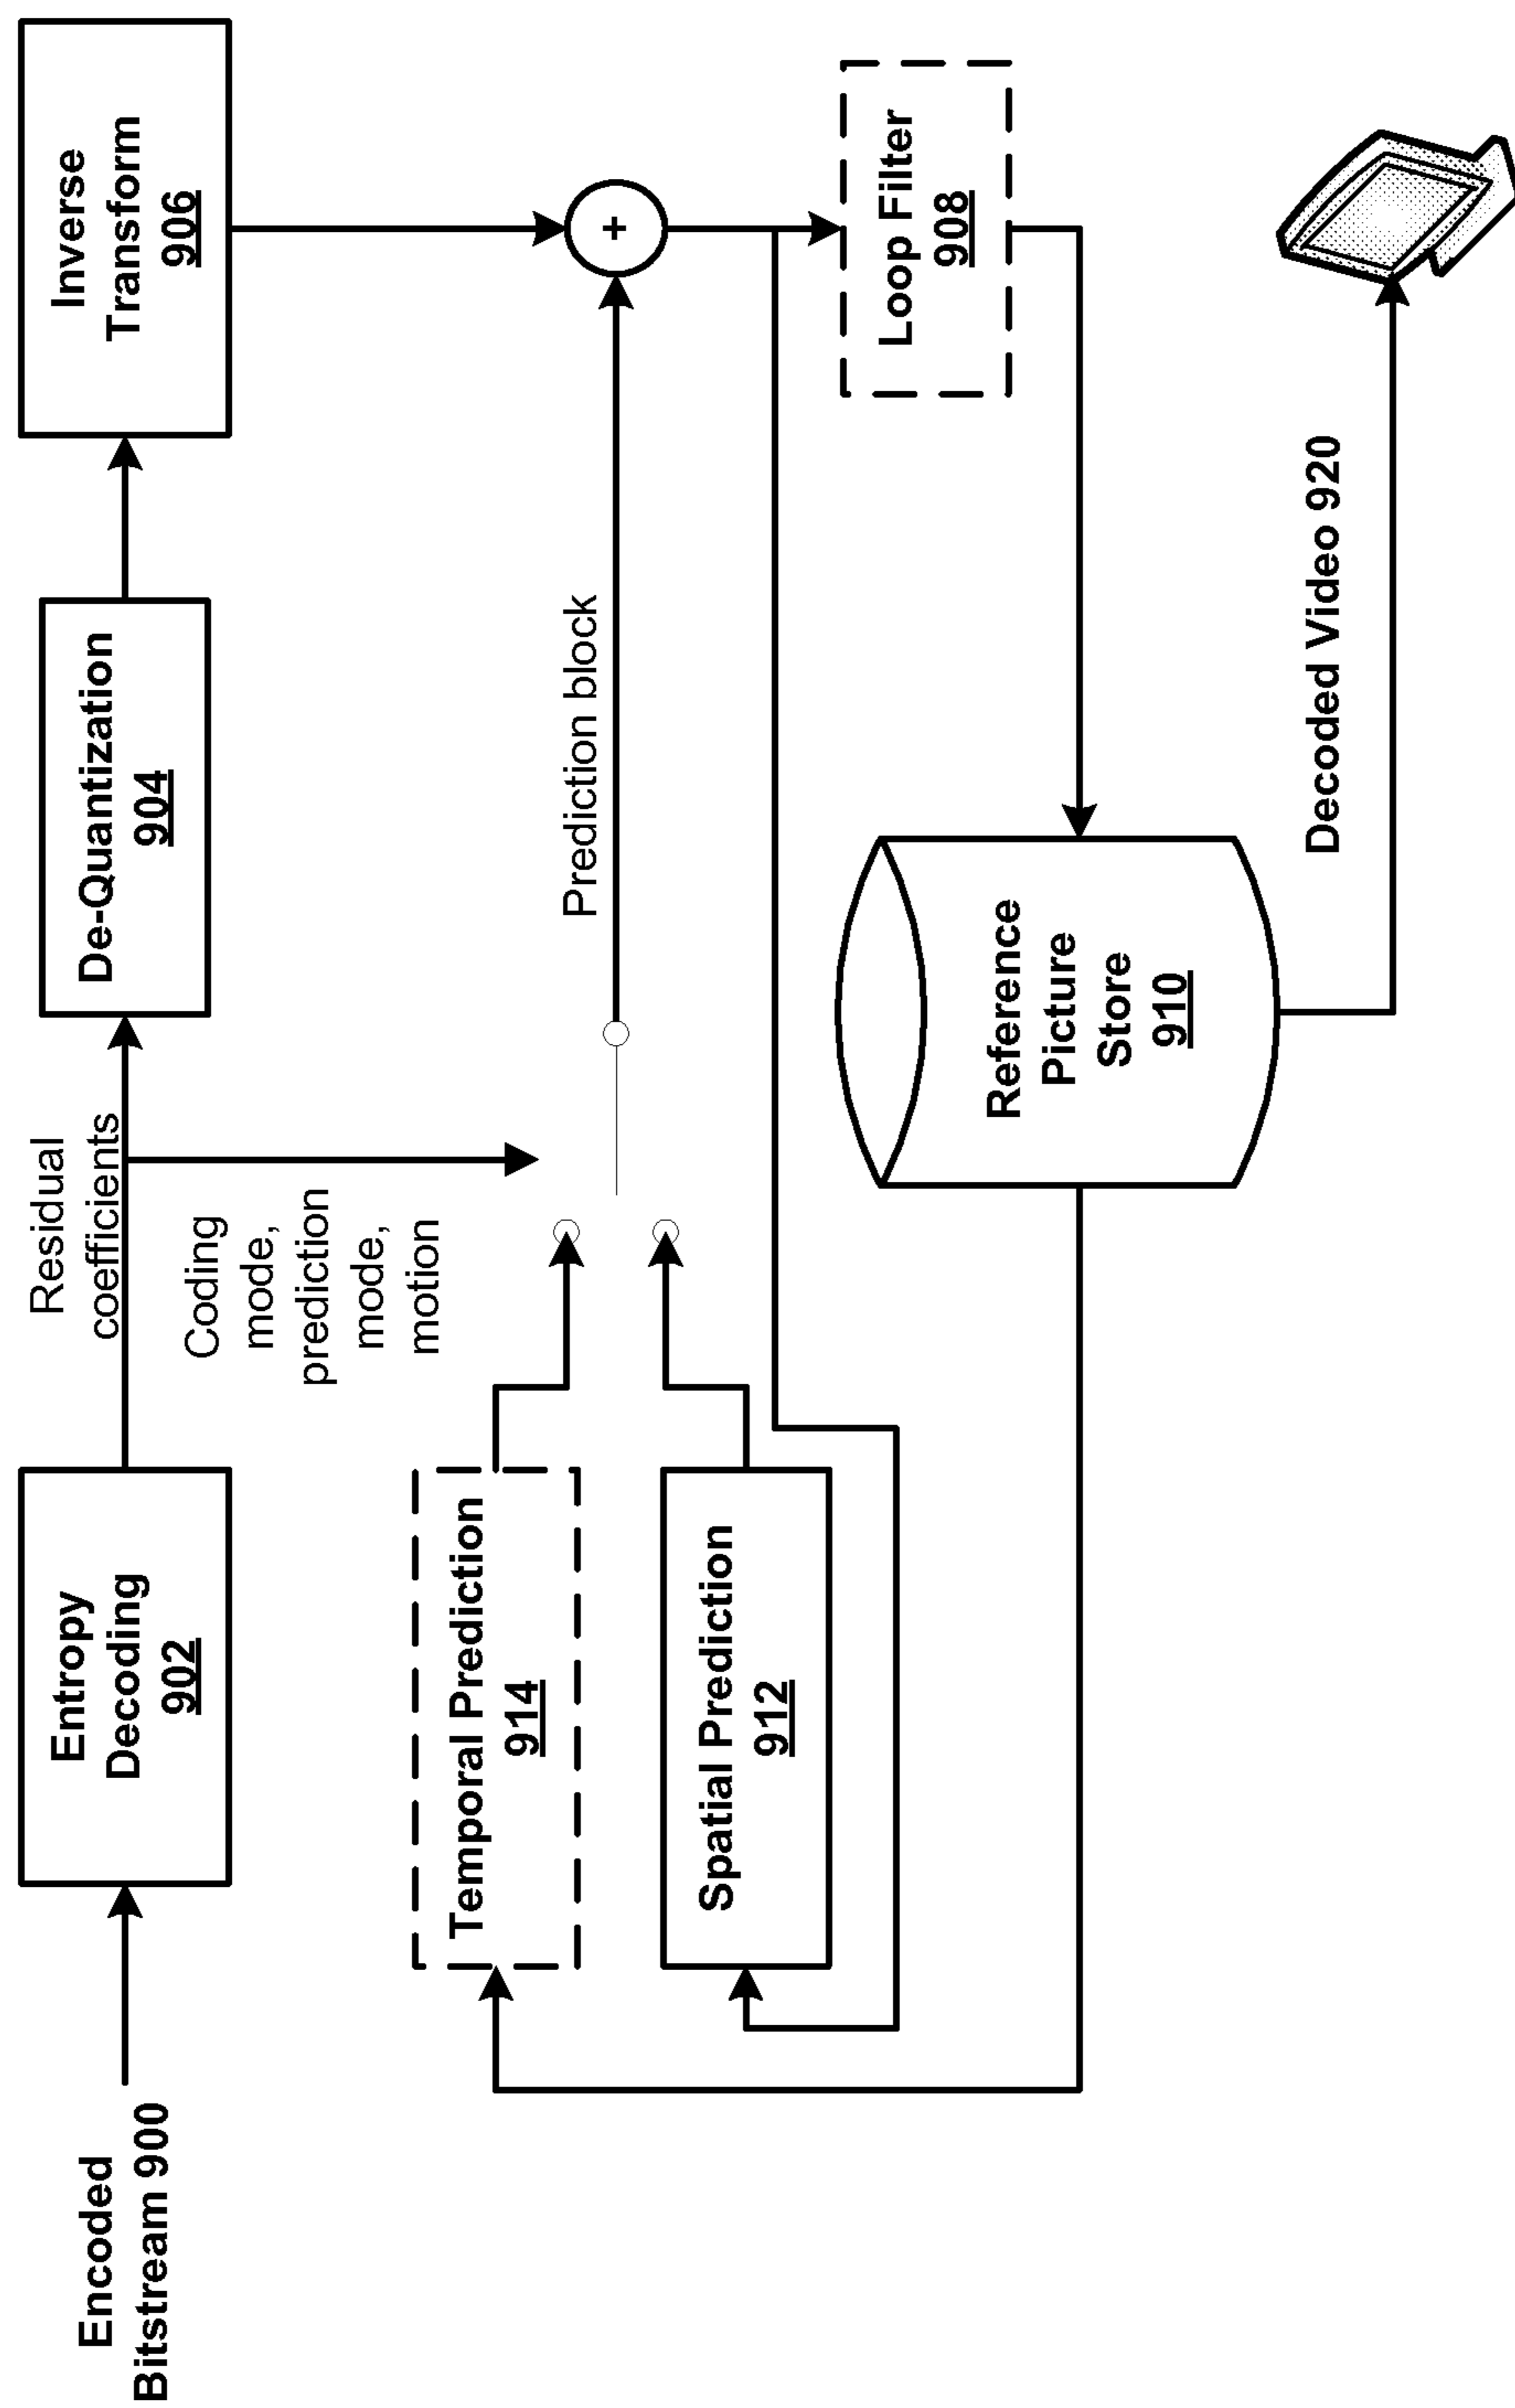 Encoded
Bitstream 900
Entropy
Decoding
902
Residual
coefficients
De-Quantization
904
Inverse
Transform
906
Coding
mode,
prediction
mode,
motion
Temporal Prediction
914
Prediction block
+
Spatial Prediction
912
Loop Filter
908
Reference
Picture
Store
910
Decoded Video 920